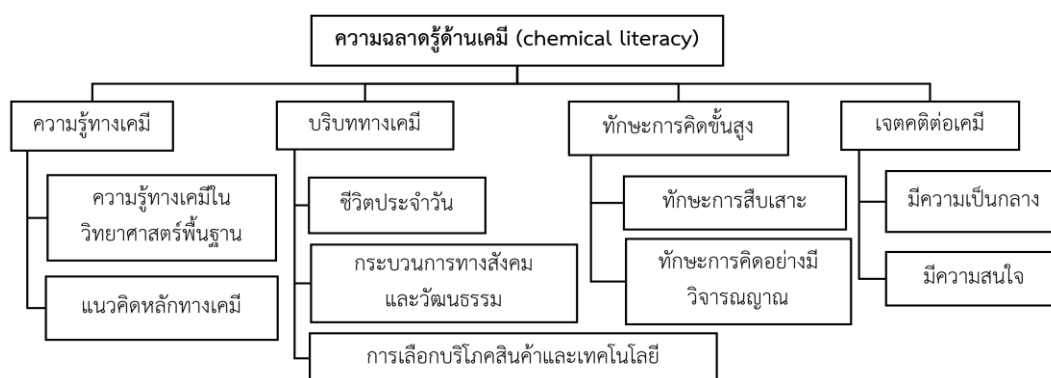 ความฉลาดรู้ด้านเคมี (chemical literacy)
ความรู้ทางเคมี
ความรู้ทางเคมีใน
วิทยาศาสตร์พื้นฐาน
แนวคิดหลักทางเคมี
บริบททางเคมี
ชีวิตประจำวัน
กระบวนการทางสังคม
และวัฒนธรรม
การเลือกบริโภคสินค้าและเทคโนโลยี
ทักษะการคิดขั้นสูง
ทักษะการสืบเสาะ
ทักษะการคิดอย่างมี
วิจารณญาณ
เจตคติต่อเคมี
มีความเป็นกลาง
มีความสนใจ